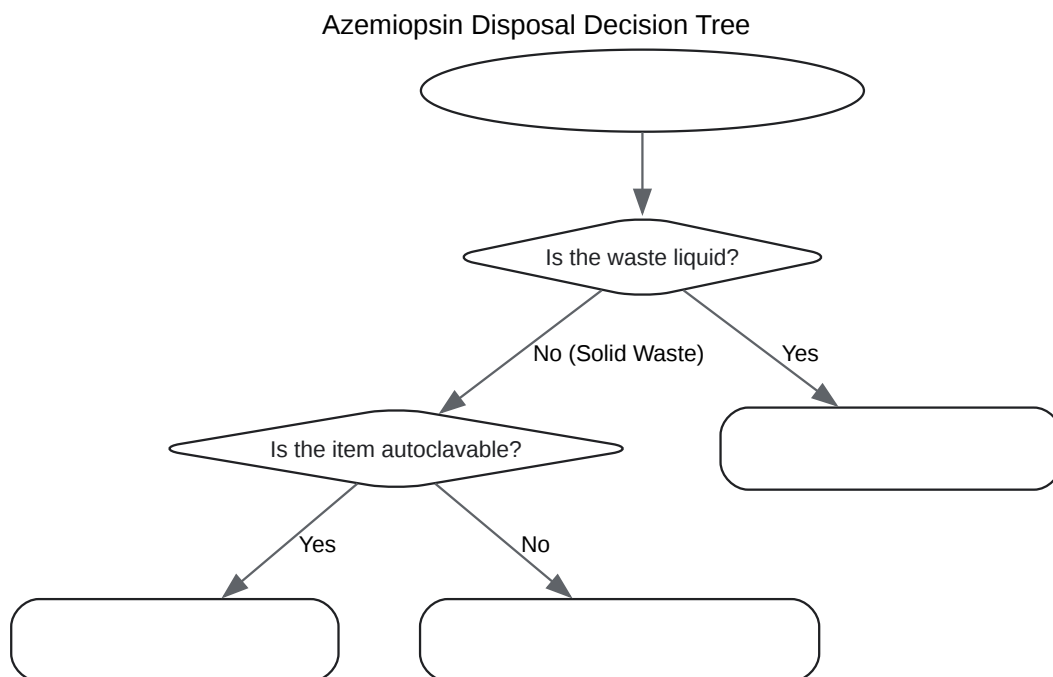 Azemiopsin Disposal Decision Tree
Is the waste liquid?
No (Solid Waste)
Yes
Is the item autoclavable?
Yes
No